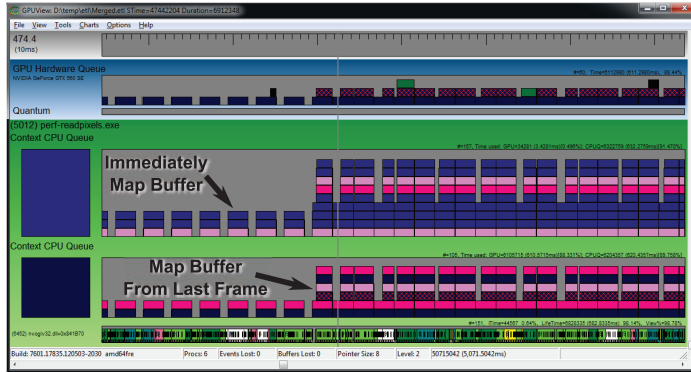 GPUView: D:\temp\etl\Merged.etl STime=47442204 Duration=6912348
File View Tools Charts Options Help
474.4
(10ms)
GPU Hardware Queue
NVIDIA GeForce GTX 560 SE
Quantum
(5012) perf-readpixels.exe
Context CPU Queue
Immediately
Map Buffer
Context CPU Queue
Map Buffer
From Last Frame
Build: 7601.17835.120503-2030 amd64fre Procs: 6 Events Lost: 0 Buffers Lost: 0 Pointer Size: 8 Level: 2 50715042 (5,071.5042ms)